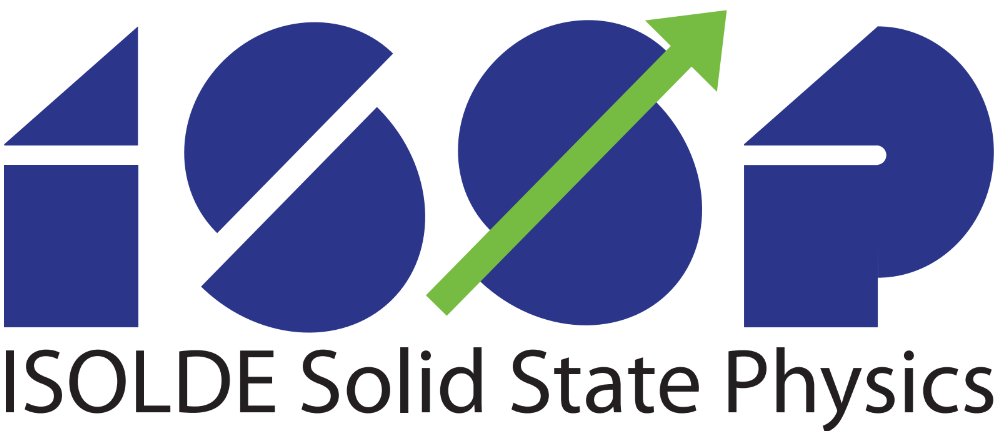 iSSP
ISOLDE Solid State Physics